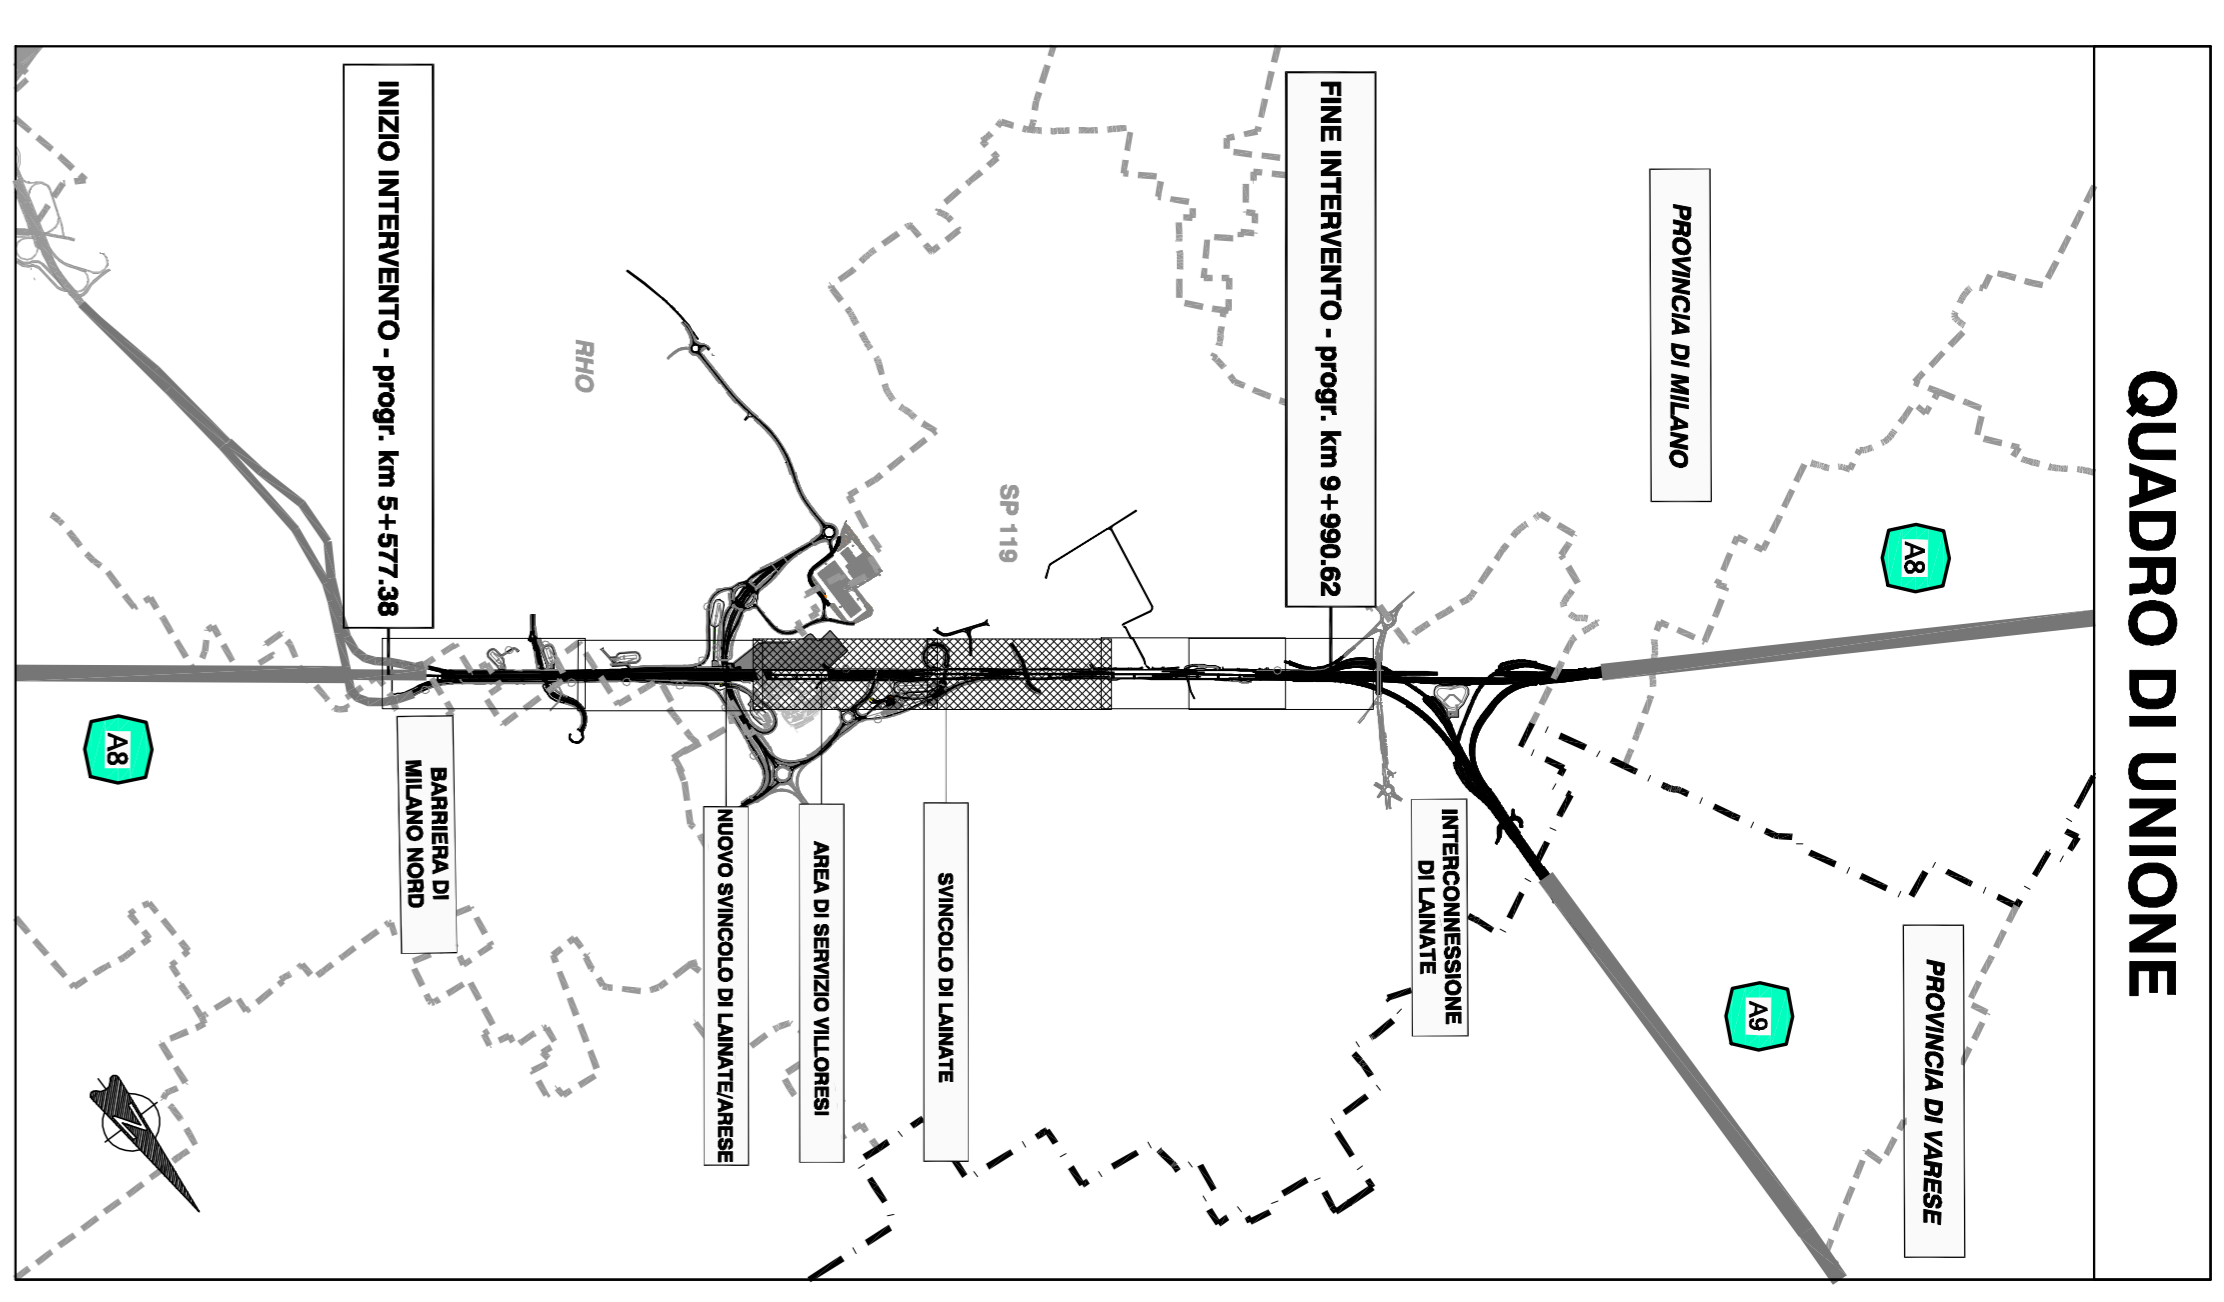 QUADRO DI UNIONE
A8
PROVINCIA DI VARESE
PROVINCIA DI MILANO
A9
FINE INTERVENTO - progr. km 9+990.62
INTERCONNESSIONE
DI LAINATE
SP 119
SVINCOLO DI LAINATE
AREA DI SERVIZIO VILLORESI
NUOVO SVINCOLO DI LAINATE/ARESE
RHO
BARRIERA DI
MILANO NORD
INIZIO INTERVENTO - progr. km 5+577.38
A8
N